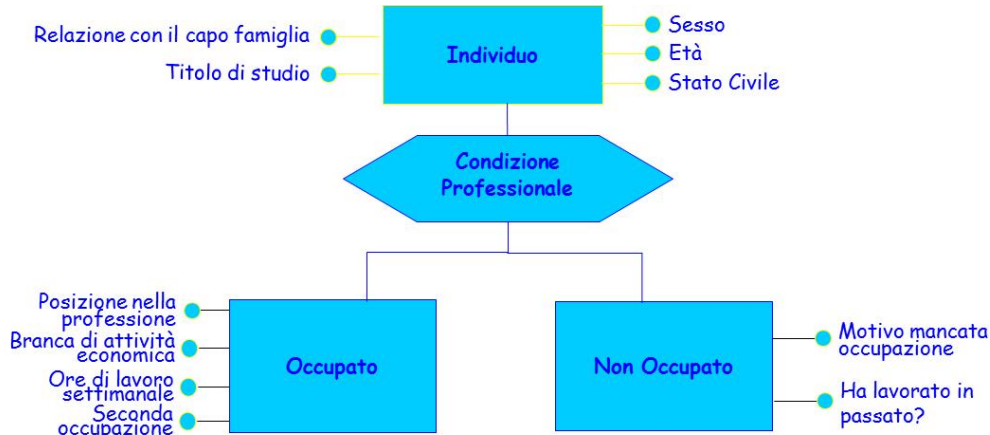 Relazione con il capo famiglia
Titolo di studio
Individuo
Sesso
Età
Stato Civile
Condizione
Professionale
Posizione nella
professione
Branca di attività
economica
Ore di lavoro
settimanale
Seconda
occupazione
Occupato
Non Occupato
Motivo mancata
occupazione
Ha lavorato in
passato?